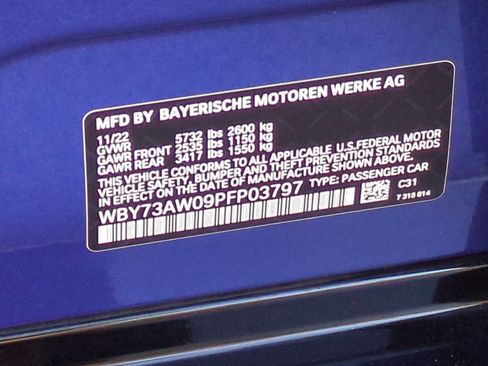 MFD BY BAYERISCHE MOTOREN WERKE AG
11/22 5732 lbs 2600 kg
GVWR
GAWR FRONT 2535 lbs 1150 kg
GAWR REAR 3417 lbs 1550 kg
THIS VEHICLE CONFORMS TO ALL APPLICABLE U.S. FEDERAL MOTOR
VEHICLE SAFETY, BUMPER AND THEFT PREVENTION STANDARDS
IN EFFECT ON THE DATE OF MANUFACTURE SHOWN ABOVE.
WBY73AW09PFP03797 TYPE: PASSENGER CAR
C31
7 315 814